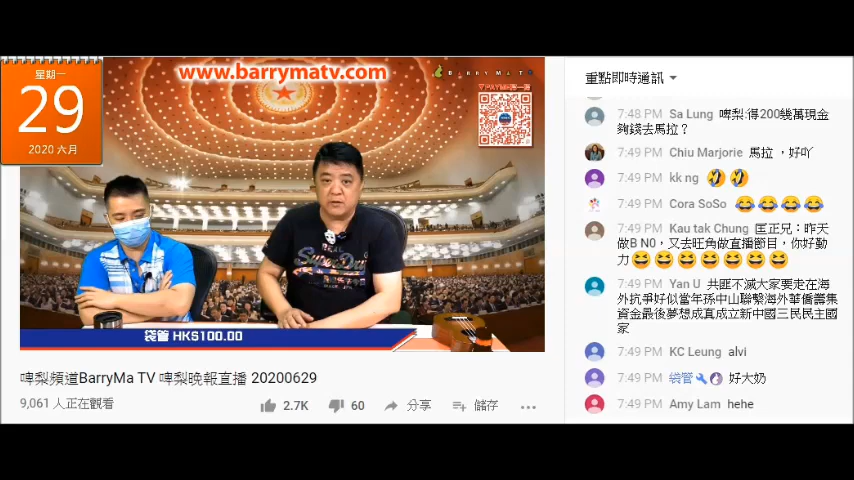 星期一
29
2020 六月
www.barrymatv.com
BARRY MA TV
袋管 HK$100.00
啤梨頻道BarryMa TV 啤梨晚報直播 20200629
9,061 人正在觀看
2.7K
60
分享
儲存
重點即時通訊
7:48 PM Sa Lung 啤梨:得200幾萬現金
夠錢去馬拉？
7:49 PM Chiu Marjorie 馬拉 ，好吖
7:49 PM kk ng 🤣🤣
7:49 PM Cora SoSo 😂😂😂😂
7:49 PM Kau tak Chung 匡正兄：昨天
做B N0，又去旺角做直播節目，你好勤
力😆😆😆😆😆😆😆
7:49 PM Yan U 共匪不滅大家要走在海
外抗爭好似當年孫中山聯繫海外華僑籌集
資金最後夢想成真成立新中國三民民主國
家
7:49 PM KC Leung alvi
7:49 PM 袋管 好大奶
7:49 PM Amy Lam hehe